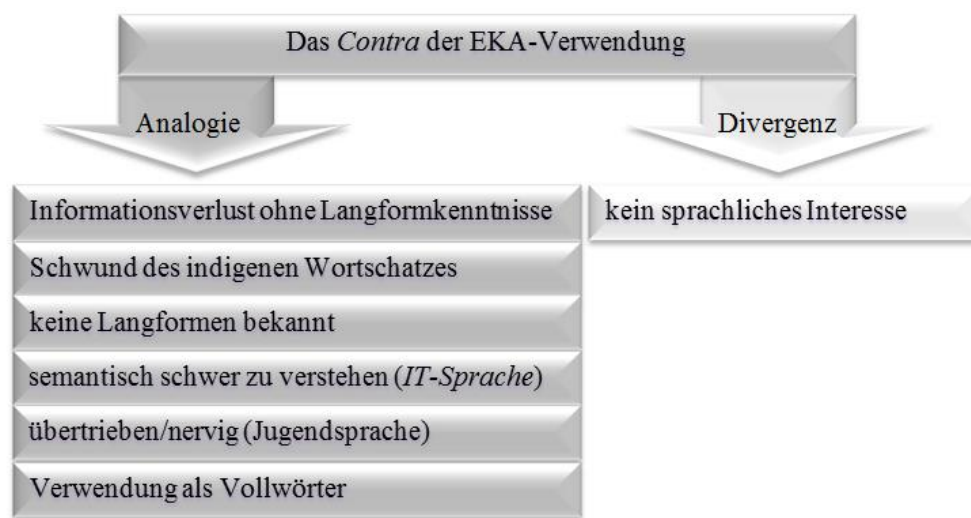 Das Contra der EKA-Verwendung
Analogie
Divergenz
Informationsverlust ohne Langformkenntnisse
kein sprachliches Interesse
Schwund des indigenen Wortschatzes
keine Langformen bekannt
semantisch schwer zu verstehen (IT-Sprache)
übertrieben/nervig (Jugendsprache)
Verwendung als Vollwörter